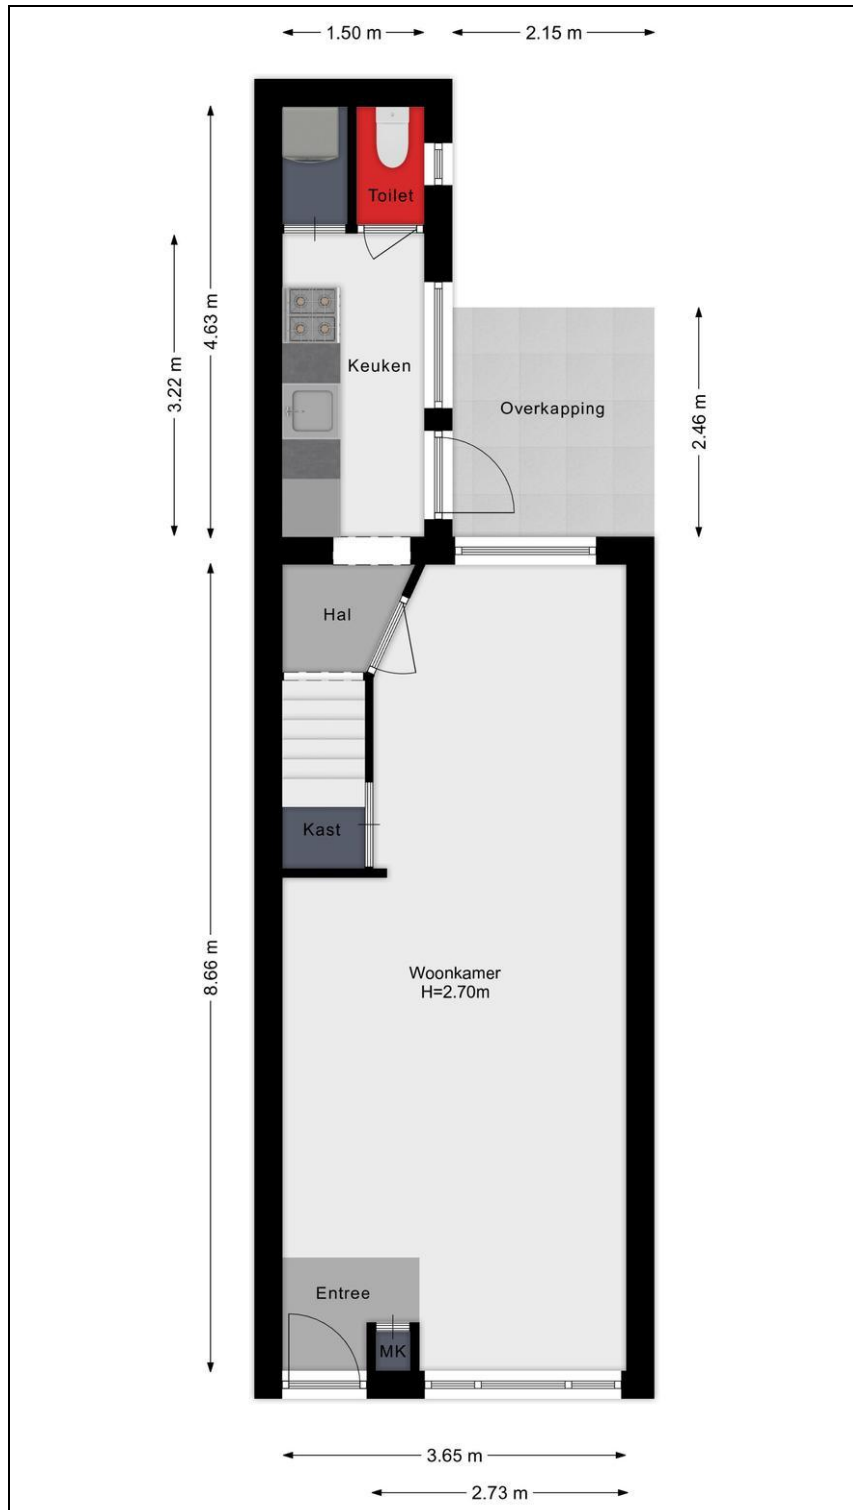 1.50 m
2.15 m
Toilet
4.63 m
3.22 m
Keuken
Overkapping
2.46 m
Hal
Kast
8.66 m
Woonkamer
H=2.70m
Entree
MK
3.65 m
2.73 m